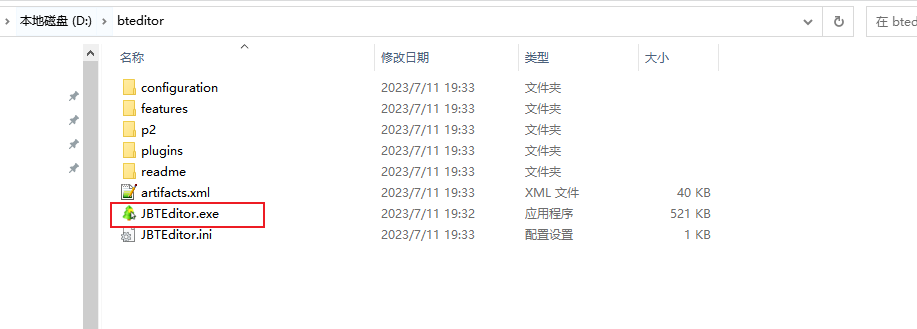 本地磁盘 (D:) bteditor 在 bted
名称 修改日期 类型 大小
configuration 2023/7/11 19:33 文件夹
features 2023/7/11 19:33 文件夹
p2 2023/7/11 19:33 文件夹
plugins 2023/7/11 19:33 文件夹
readme 2023/7/11 19:33 文件夹
artifacts.xml 2023/7/11 19:33 XML 文件 40 KB
JBTEditor.exe 2023/7/11 19:32 应用程序 521 KB
JBTEditor.ini 2023/7/11 19:33 配置设置 1 KB